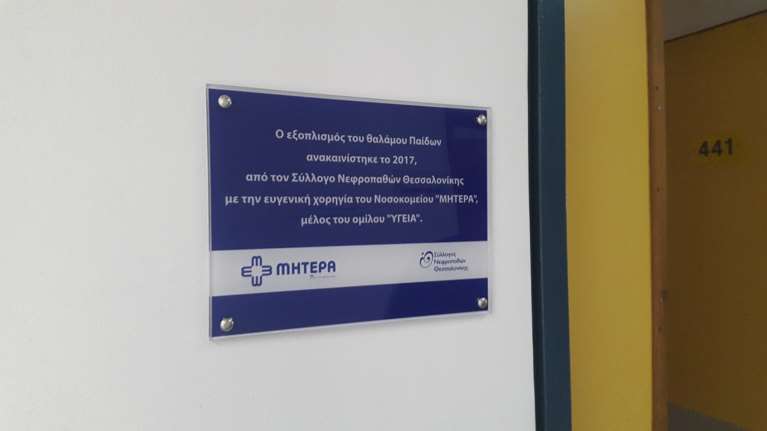 Ο εξοπλισμός του θαλάμου Παίδων
ανακαινίστηκε το 2017,
από τον Σύλλογο Νεφροπαθών Θεσσαλονίκης
με την ευγενική χορηγία του Νοσοκομείου "ΜΗΤΕΡΑ",
μέλος του ομίλου "ΥΓΕΙΑ".
ΜΗΤΕΡΑ
Σύλλογος
Νεφροπαθών
Θεσσαλονίκης
441